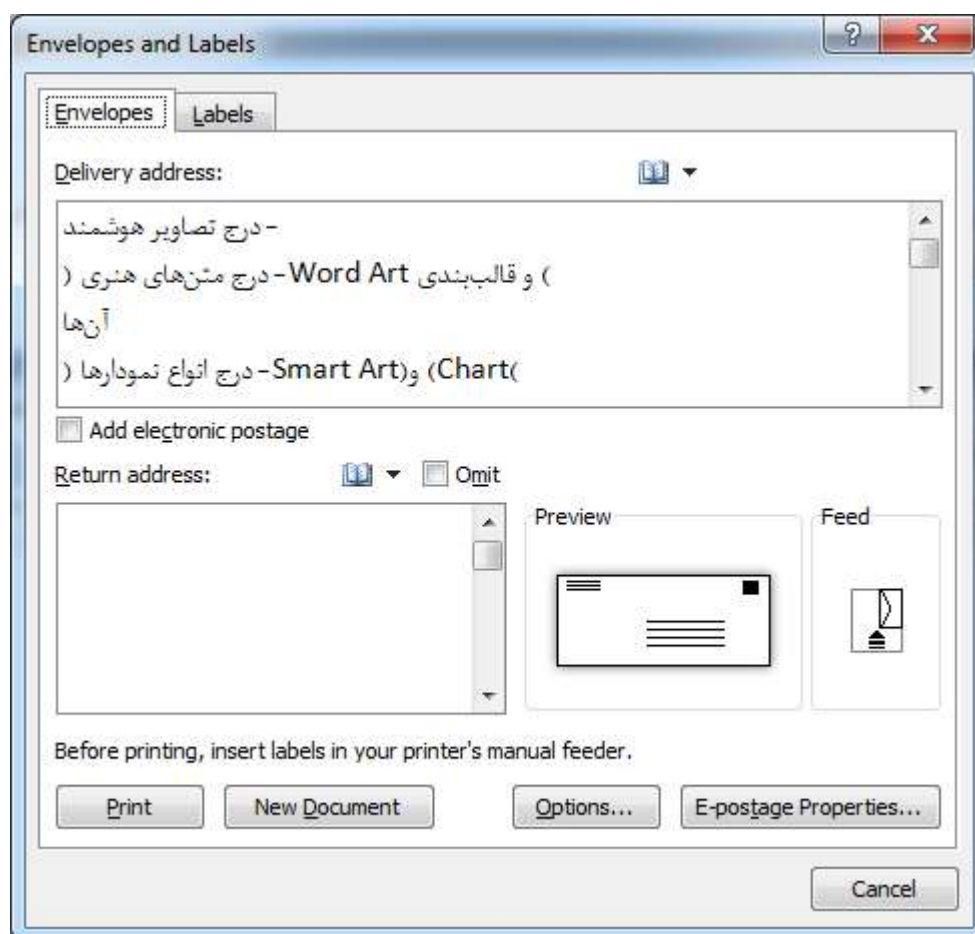 Envelopes and Labels
Envelopes
Labels
Delivery address:
-درج تصاویر هوشمند
-درج متن‌های هنری (Word Art) و قالب‌بندی
آن‌ها
-درج انواع نمودارها (Smart Art)و (Chart)
Add electronic postage
Return address:
Omit
Preview
Feed
Before printing, insert labels in your printer's manual feeder.
Print
New Document
Options...
E-postage Properties...
Cancel